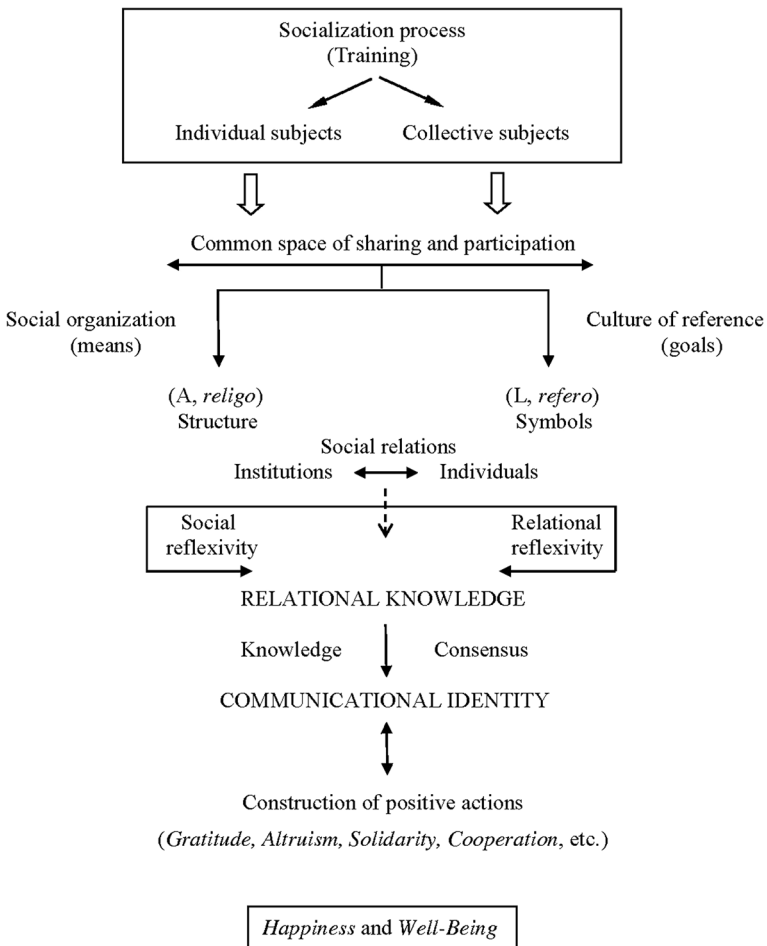 Socialization process
(Training)
Individual subjects Collective subjects
Common space of sharing and participation
Social organization
(means)
Culture of reference
(goals)
(A, religo)
Structure
(L, refero)
Symbols
Social relations
Institutions Individuals
Social
reflexivity
Relational
reflexivity
RELATIONAL KNOWLEDGE
Knowledge Consensus
COMMUNICATIONAL IDENTITY
Construction of positive actions
(Gratitude, Altruism, Solidarity, Cooperation, etc.)
Happiness and Well-Being